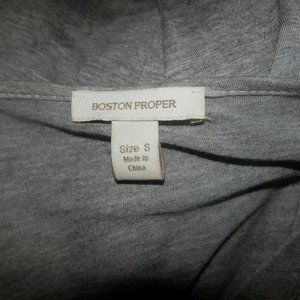 BOSTON PROPER
Size S
Made in
China